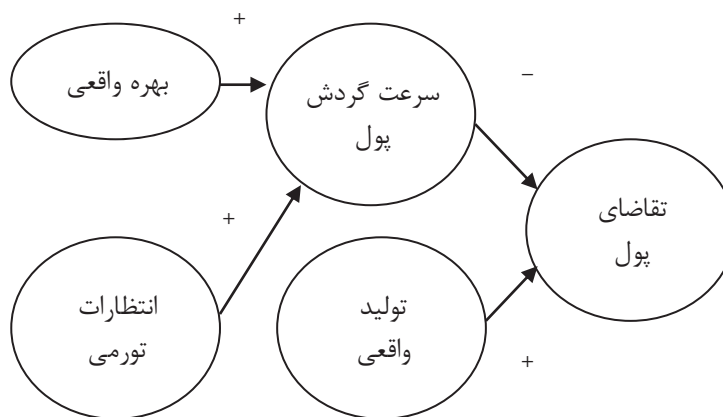 +
بهره واقعی
سرعت گردش
پول
−
تقاضای
پول
+
انتظارات
تورمی
تولید
واقعی
+